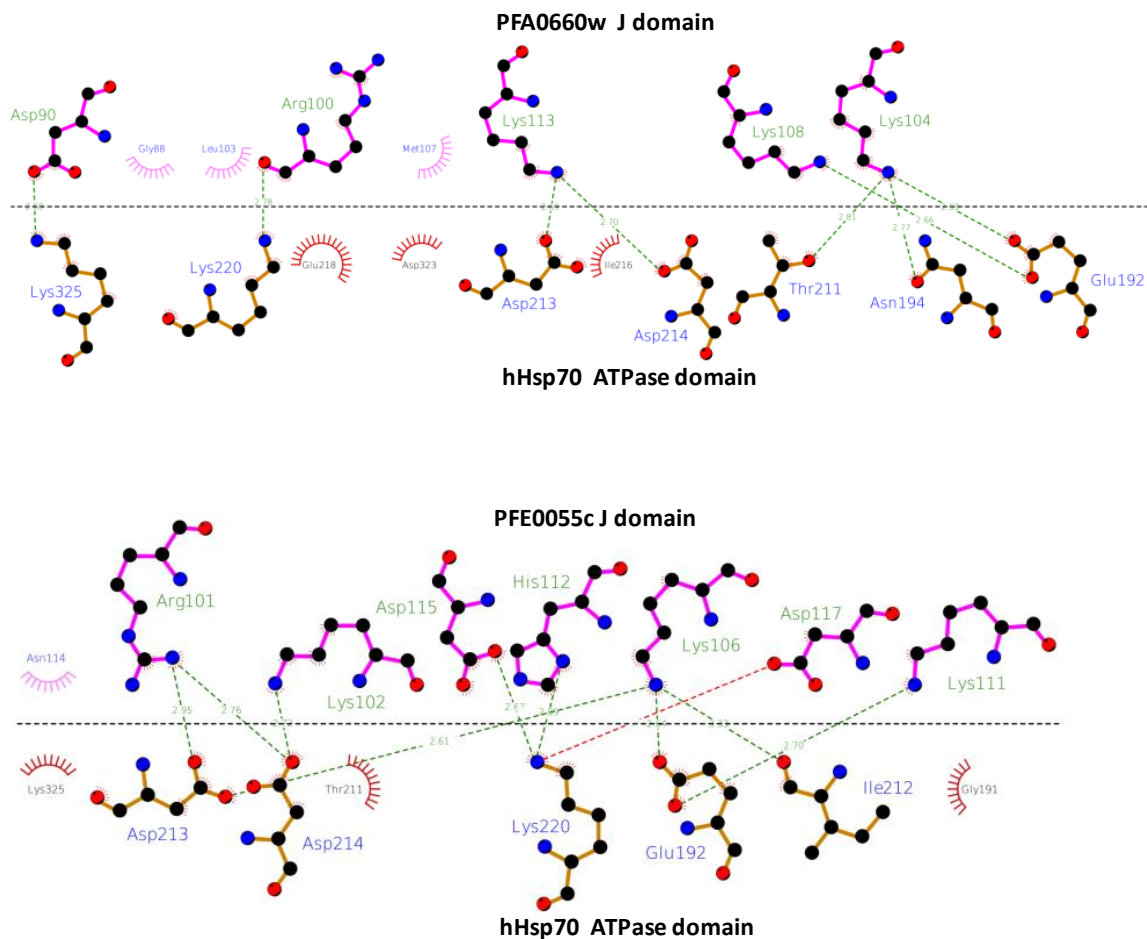 PFA0660w J domain
Asp90
Gly88
Leu103
Arg100
Met107
Lys113
Lys108
Lys104
2.78
2.70
2.81
2.77
2.66
Lys325
Lys220
Glu218
Asp323
Asp213
Ile216
Asp214
Thr211
Asn194
Glu192
hHsp70 ATPase domain
PFE0055c J domain
Asn114
Arg101
Lys102
Asp115
His112
Lys106
Asp117
Lys111
2.95
2.76
2.61
2.70
Lys325
Asp213
Asp214
Thr211
Lys220
Glu192
Ile212
Gly191
hHsp70 ATPase domain